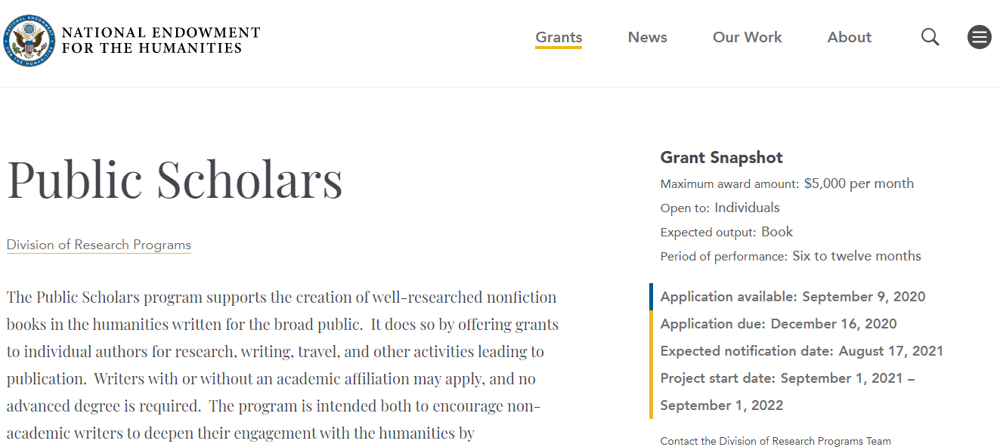 NATIONAL ENDOWMENT
FOR THE HUMANITIES
Grants
News
Our Work
About
Public Scholars
Division of Research Programs
The Public Scholars program supports the creation of well-researched nonfiction
books in the humanities written for the broad public.  It does so by offering grants
to individual authors for research, writing, travel, and other activities leading to
publication.  Writers with or without an academic affiliation may apply, and no
advanced degree is required.  The program is intended both to encourage non-
academic writers to deepen their engagement with the humanities by
Grant Snapshot
Maximum award amount: $5,000 per month
Open to: Individuals
Expected output: Book
Period of performance: Six to twelve months
Application available: September 9, 2020
Application due: December 16, 2020
Expected notification date: August 17, 2021
Project start date: September 1, 2021 –
September 1, 2022
Contact the Division of Research Programs Team